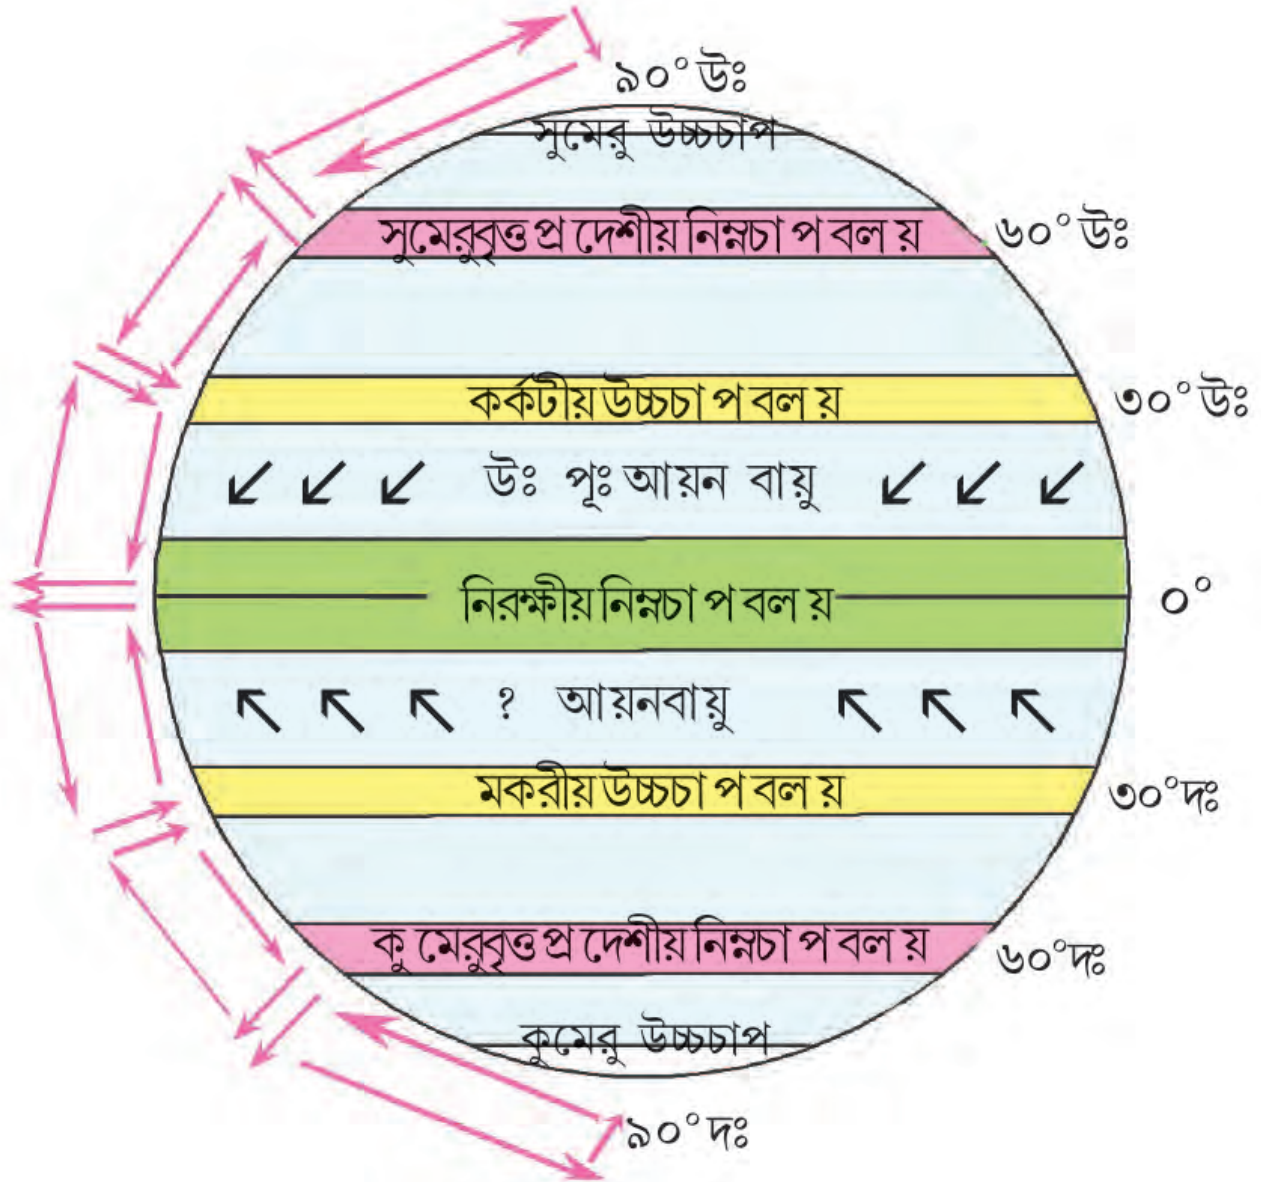 ৯০° উঃ
সুমেরু উচ্চচাপ
সুমেরুবৃত্ত প্রদেশীয় নিম্নচাপ বলয়
৬০° উঃ
কর্কটীয় উচ্চচাপ বলয়
৩০° উঃ
উঃ পূঃ আয়ন বায়ু
নিরক্ষীয় নিম্নচাপ বলয়
০°
? আয়নবায়ু
মকরীয় উচ্চচাপ বলয়
৩০°দঃ
কুমেরুবৃত্ত প্রদেশীয় নিম্নচাপ বলয়
৬০°দঃ
কুমেরু উচ্চচাপ
৯০° দঃ